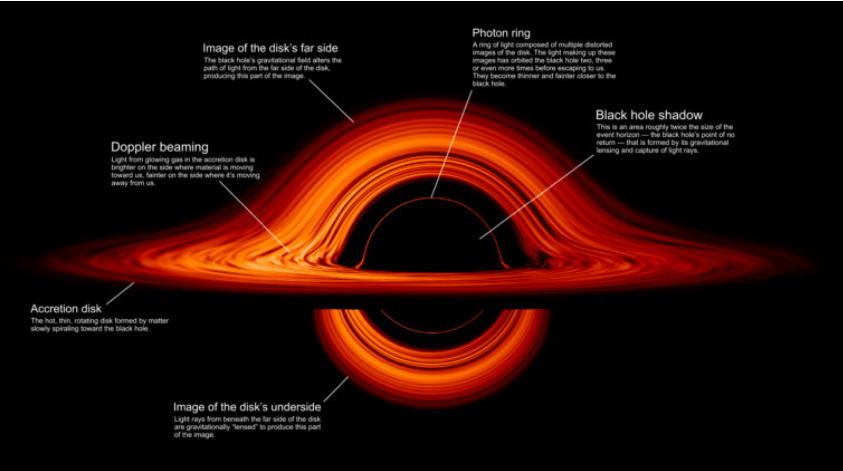 Photon ring
A ring of light composed of multiple distorted
images of the disk. The light making up these
images has orbited the black hole two, three
or even more times before escaping to us.
They become thinner and fainter closer to the
black hole.
Image of the disk's far side
The black hole's gravitational field alters the
path of light from the far side of the disk,
producing this part of the image.
Black hole shadow
This is an area roughly twice the size of the
event horizon — the black hole's point of no
return — that is formed by its gravitational
lensing and capture of light rays.
Doppler beaming
Light from glowing gas in the accretion disk is
brighter on the side where material is moving
toward us, fainter on the side where it's moving
away from us.
Accretion disk
The hot, thin, rotating disk formed by matter
slowly spiraling toward the black hole.
Image of the disk's underside
Light rays from beneath the far side of the disk
are gravitationally "lensed" to produce this part
of the image.